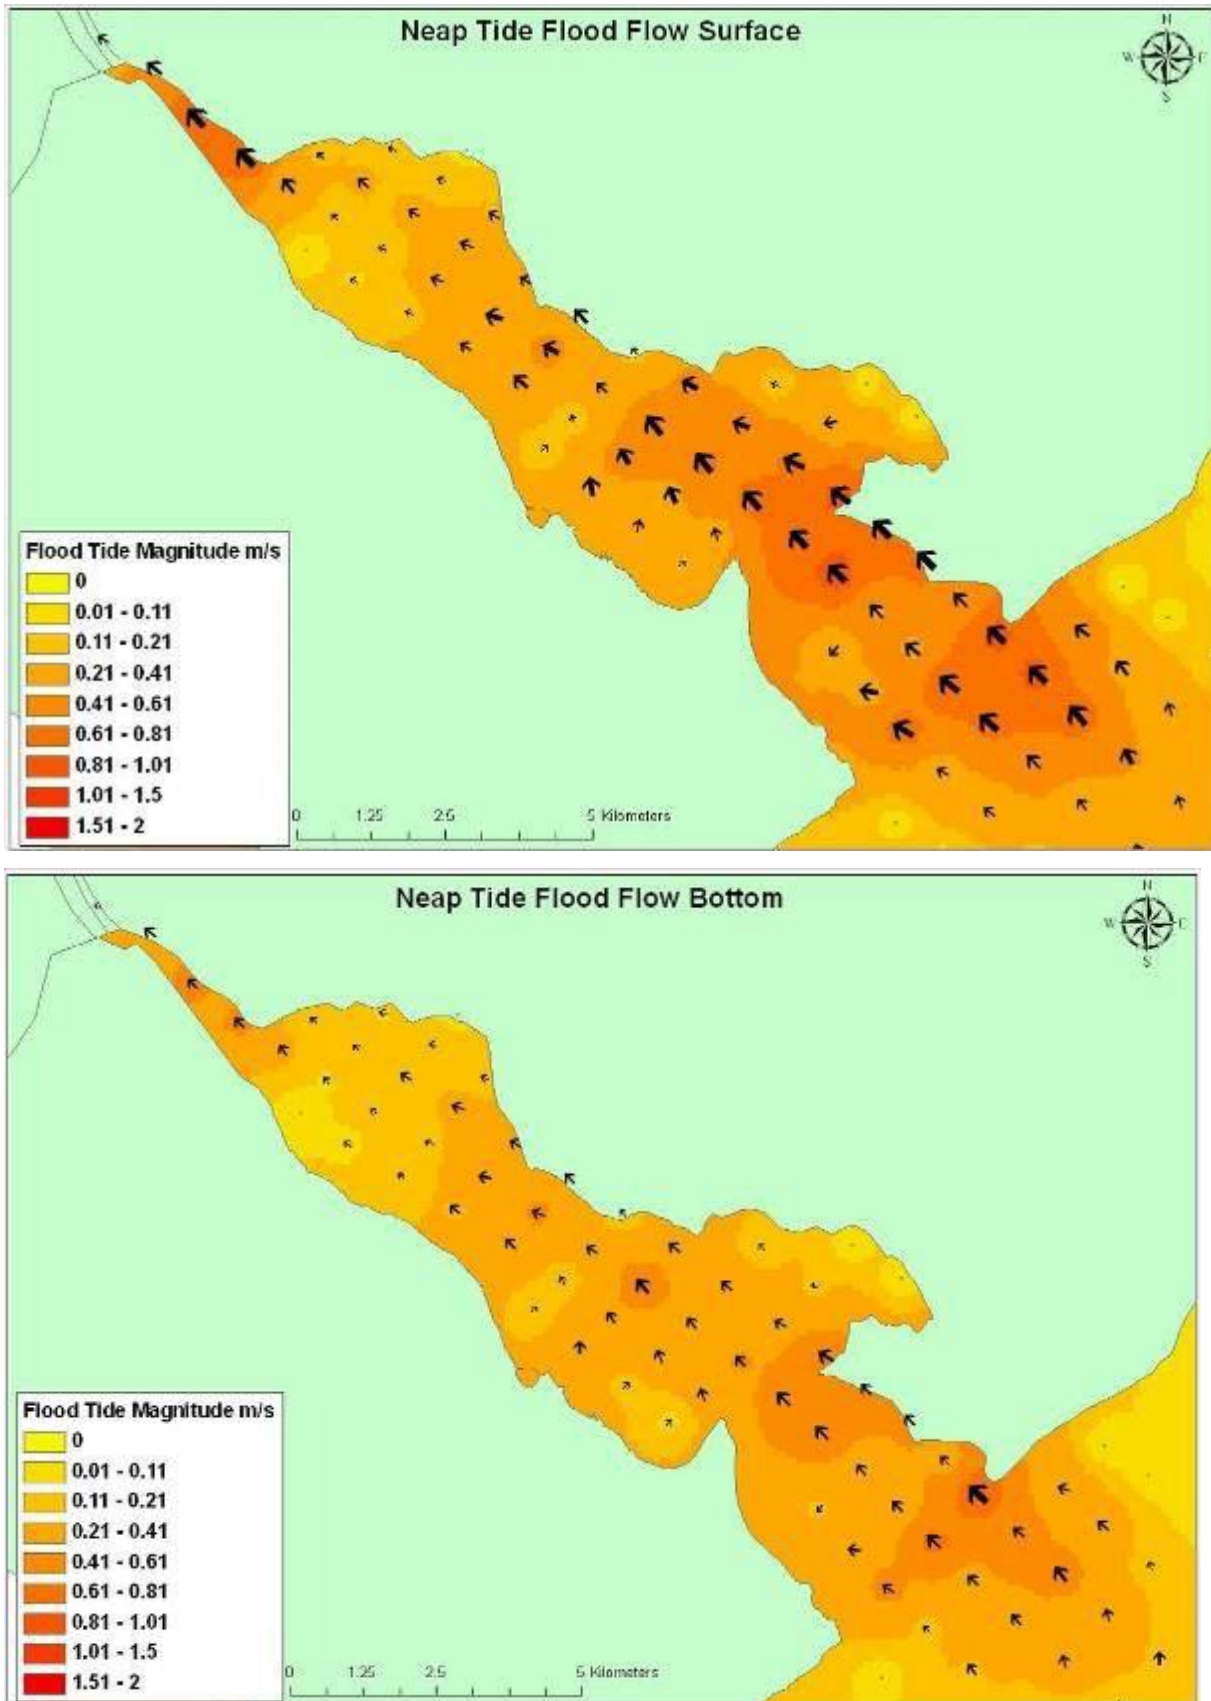 Neap Tide Flood Flow Surface
N
W E
S
Flood Tide Magnitude m/s
0
0.01 - 0.11
0.11 - 0.21
0.21 - 0.41
0.41 - 0.61
0.61 - 0.81
0.81 - 1.01
1.01 - 1.5
1.51 - 2
0 1.25 2.5 5 Kilometers
Neap Tide Flood Flow Bottom
N
W E
S
Flood Tide Magnitude m/s
0
0.01 - 0.11
0.11 - 0.21
0.21 - 0.41
0.41 - 0.61
0.61 - 0.81
0.81 - 1.01
1.01 - 1.5
1.51 - 2
0 1.25 2.5 5 Kilometers